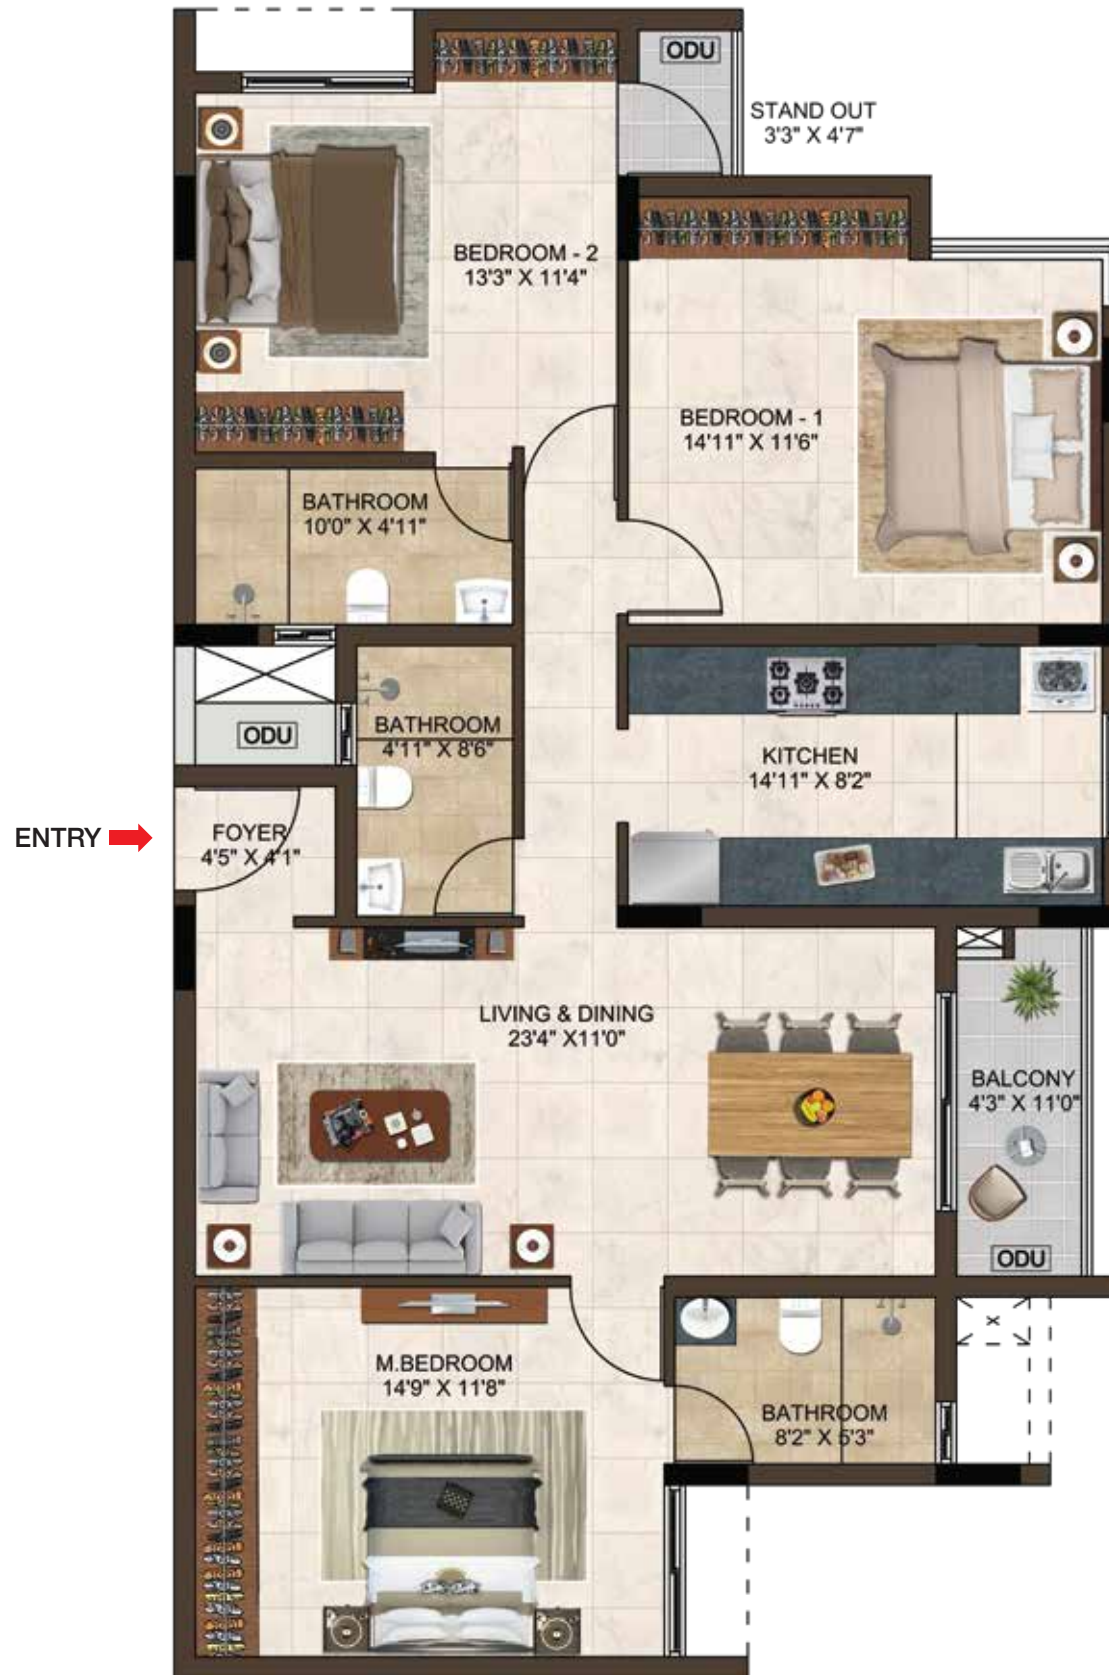 ODU
STAND OUT
3'3" X 4'7"
BEDROOM - 2
13'3" X 11'4"
BEDROOM - 1
14'11" X 11'6"
BATHROOM
10'0" X 4'11"
BATHROOM
4'11" X 8'6"
ODU
KITCHEN
14'11" X 8'2"
ENTRY
FOYER
4'5" X 4'1"
LIVING & DINING
23'4" X11'0"
BALCONY
4'3" X 11'0"
ODU
M.BEDROOM
14'9" X 11'8"
BATHROOM
8'2" X 5'3"
x